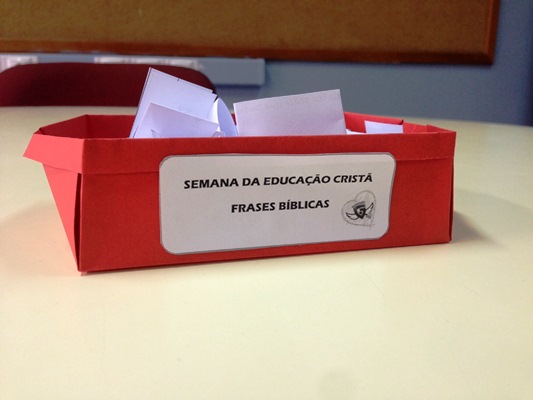 SEMANA DA EDUCAÇÃO CRISTÃ
FRASES BÍBLICAS